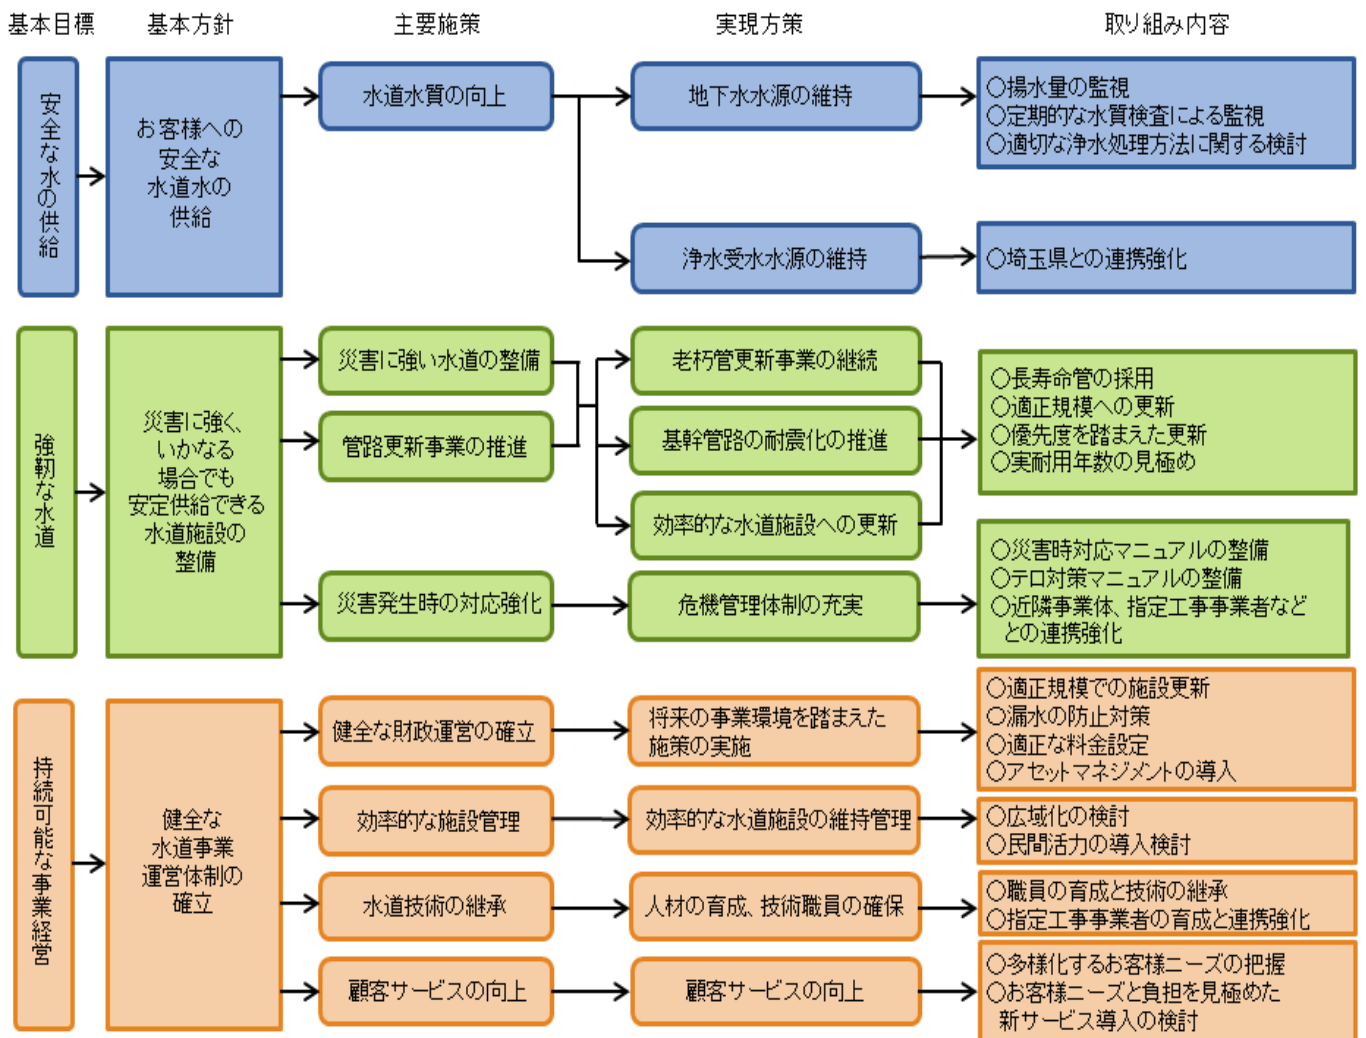 基本目標
基本方針
主要施策
実現方策
取り組み内容
安全な水の供給
お客様への
安全な
水道水の
供給
水道水質の向上
地下水水源の維持
○揚水量の監視
○定期的な水質検査による監視
○適切な浄水処理方法に関する検討
浄水受水水源の維持
○埼玉県との連携強化
強靭な水道
災害に強く、
いかなる
場合でも
安定供給できる
水道施設の
整備
災害に強い水道の整備
管路更新事業の推進
老朽管更新事業の継続
基幹管路の耐震化の推進
効率的な水道施設への更新
○長寿命管の採用
○適正規模への更新
○優先度を踏まえた更新
○実耐用年数の見極め
災害発生時の対応強化
危機管理体制の充実
○災害時対応マニュアルの整備
○テロ対策マニュアルの整備
○近隣事業体、指定工事事業者など
との連携強化
持続可能な事業経営
健全な
水道事業
運営体制の
確立
健全な財政運営の確立
将来の事業環境を踏まえた
施策の実施
○適正規模での施設更新
○漏水の防止対策
○適正な料金設定
○アセットマネジメントの導入
効率的な施設管理
効率的な水道施設の維持管理
○広域化の検討
○民間活力の導入検討
水道技術の継承
人材の育成、技術職員の確保
○職員の育成と技術の継承
○指定工事事業者の育成と連携強化
顧客サービスの向上
顧客サービスの向上
○多様化するお客様ニーズの把握
○お客様ニーズと負担を見極めた
新サービス導入の検討